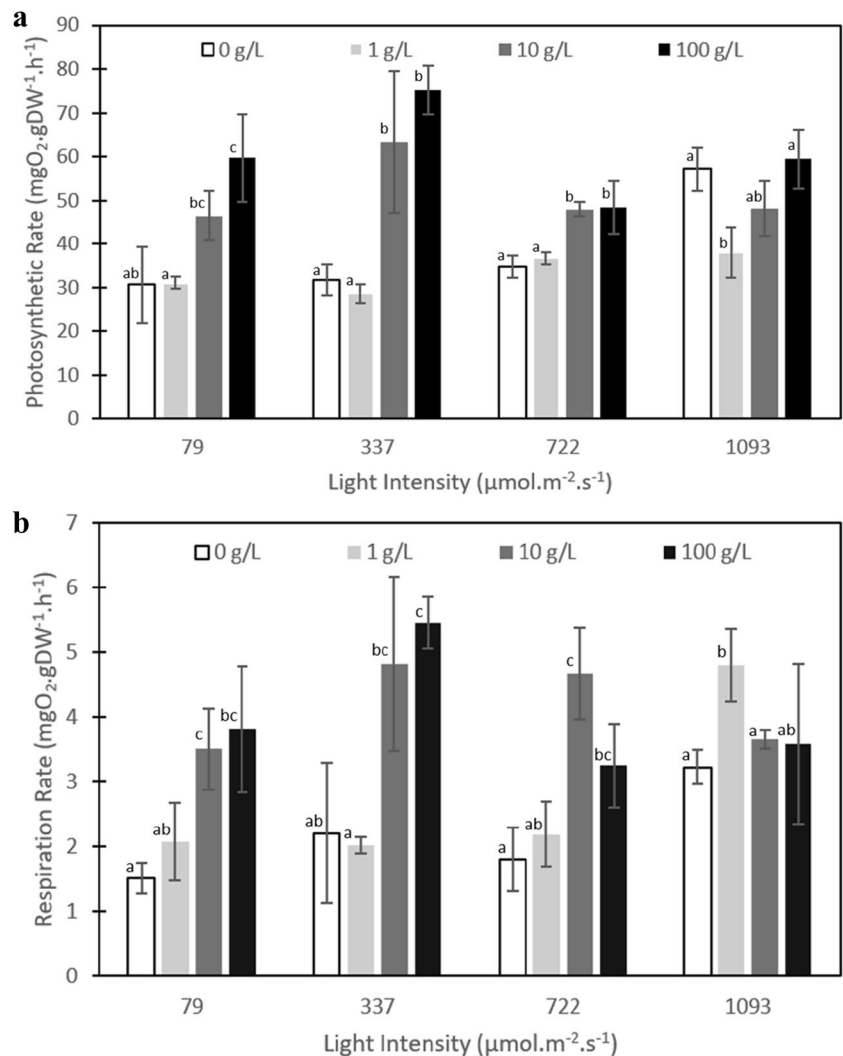 a
90
80
70
60
50
40
30
20
10
0
Photosynthetic Rate (mgO₂.gDW⁻¹.h⁻¹)
0 g/L 1 g/L 10 g/L 100 g/L
ab a bc c
a a b b
a a b b
a b ab a
79 337 722 1093
Light Intensity (µmol.m⁻².s⁻¹)
b
7
6
5
4
3
2
1
0
Respiration Rate (mgO₂.gDW⁻¹.h⁻¹)
0 g/L 1 g/L 10 g/L 100 g/L
a ab c bc
ab a bc c
a ab c bc
a b a ab
79 337 722 1093
Light Intensity (µmol.m⁻².s⁻¹)